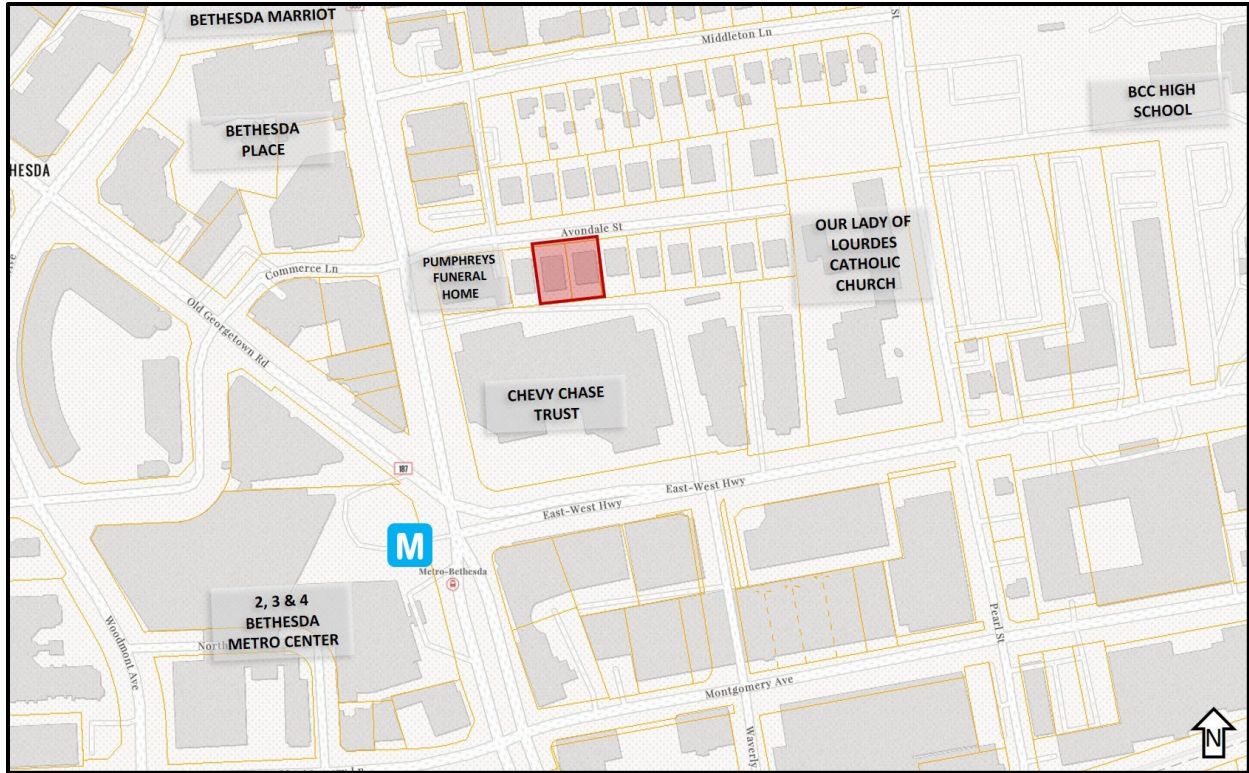 BETHESDA MARRIOT
St
Middleton Ln
BCC HIGH
SCHOOL
BETHESDA
PLACE
HESDA
Avondale St
OUR LADY OF
LOURDES
CATHOLIC
CHURCH
PUMPHREYS
FUNERAL
HOME
Commerce Ln
Old Georgetown Rd
CHEVY CHASE
TRUST
187
East-West Hwy
East-West Hwy
M
Metro-Bethesda
2, 3 & 4
BETHESDA
METRO CENTER
North
Woodmont Ave
Pearl St
Montgomery Ave
Waverly
N